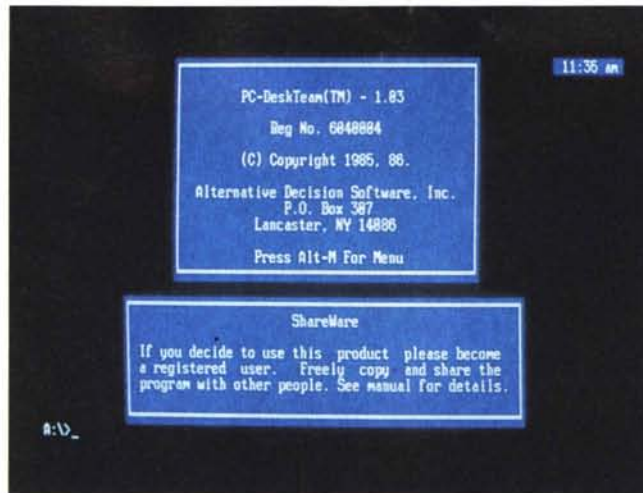 11:36 am
PC-DeskTeam(TM) - 1.03
Reg No. 6040004
(C) Copyright 1985, 86.
Alternative Decision Software, Inc.
P.O. Box 307
Lancaster, NY 14086
Press Alt-M For Menu
ShareWare
If you decide to use this product please become
a registered user. Freely copy and share the
program with other people. See manual for details.
A:\>_